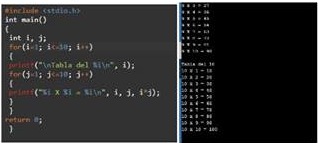 #include <stdio.h>
int main()
{
int i, j;
for(i=1; i<=10; i++)
{
printf("\nTabla del %i\n", i);
for(j=1; j<=10; j++)
{
printf("%i X %i = %i\n", i, j, i*j);
}
}
return 0;
}
9 X 3 = 27
9 X 4 = 36
9 X 5 = 45
9 X 6 = 54
9 X 7 = 63
9 X 8 = 72
9 X 9 = 81
9 X 10 = 90
Tabla del 10
10 X 1 = 10
10 X 2 = 20
10 X 3 = 30
10 X 4 = 40
10 X 5 = 50
10 X 6 = 60
10 X 7 = 70
10 X 8 = 80
10 X 9 = 90
10 X 10 = 100